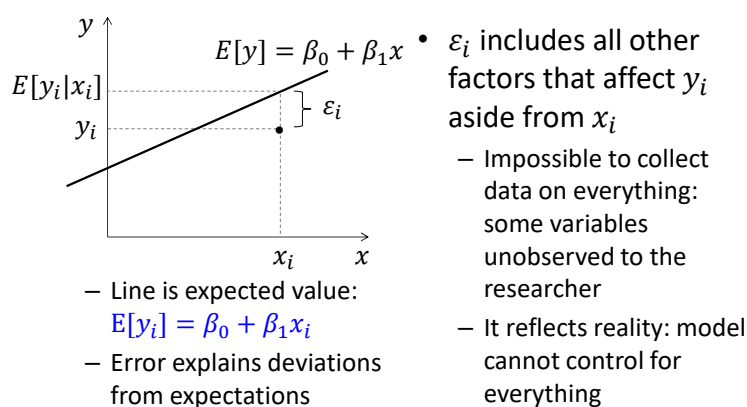 y
E[y] = β₀ + β₁x
E[yᵢ|xᵢ]
εᵢ
yᵢ
xᵢ
x
– Line is expected value:
E[yᵢ] = β₀ + β₁xᵢ
– Error explains deviations
from expectations
• εᵢ includes all other
factors that affect yᵢ
aside from xᵢ
– Impossible to collect
data on everything:
some variables
unobserved to the
researcher
– It reflects reality: model
cannot control for
everything